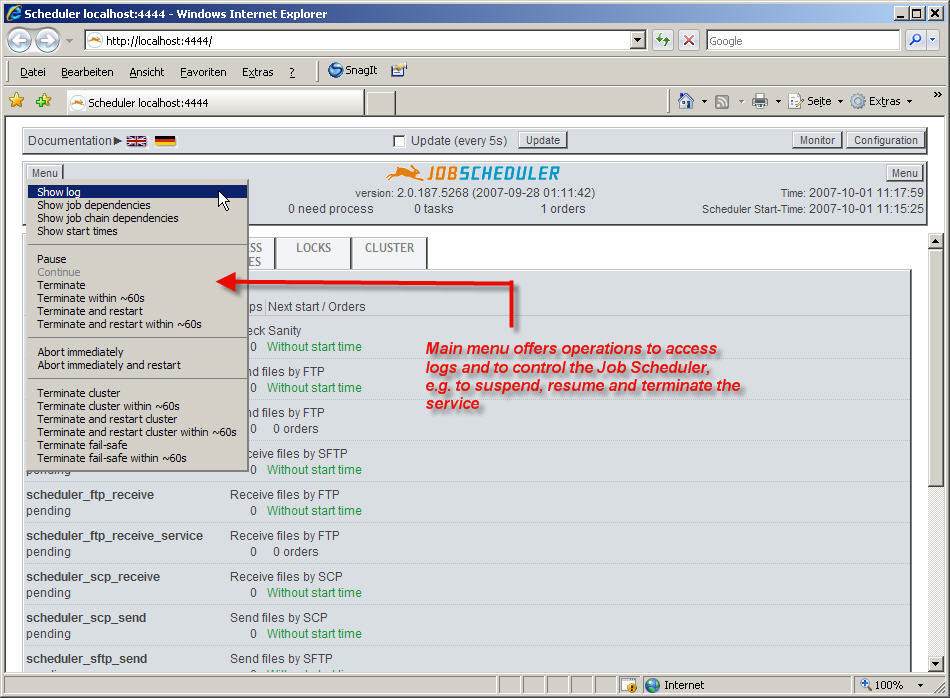 Scheduler localhost:4444 - Windows Internet Explorer
http://localhost:4444/
Google
Datei Bearbeiten Ansicht Favoriten Extras ? SnagIt
Scheduler localhost:4444
Seite Extras »
Documentation Update (every 5s) Update Monitor Configuration
Menu JOBSCHEDULER Menu
version: 2.0.187.5268 (2007-09-28 01:11:42) Time: 2007-10-01 11:17:59
0 need process 0 tasks 1 orders Scheduler Start-Time: 2007-10-01 11:15:25
Show log
Show job dependencies
Show job chain dependencies
Show start times
Pause
Continue
Terminate
Terminate within ~60s
Terminate and restart
Terminate and restart within ~60s
Abort immediately
Abort immediately and restart
Terminate cluster
Terminate cluster within ~60s
Terminate and restart cluster
Terminate and restart cluster within ~60s
Terminate fail-safe
Terminate fail-safe within ~60s
LOCKS CLUSTER
Next start / Orders
Sanity
0 Without start time
files by FTP
0 Without start time
files by FTP
0 0 orders
files by SFTP
pending 0 Without start time
scheduler_ftp_receive Receive files by FTP
pending 0 Without start time
scheduler_ftp_receive_service Receive files by FTP
pending 0 0 orders
scheduler_scp_receive Receive files by SCP
pending 0 Without start time
scheduler_scp_send Send files by SCP
pending 0 Without start time
scheduler_sftp_send Send files by SFTP
Main menu offers operations to access
logs and to control the Job Scheduler,
e.g. to suspend, resume and terminate the
service
Internet 100%